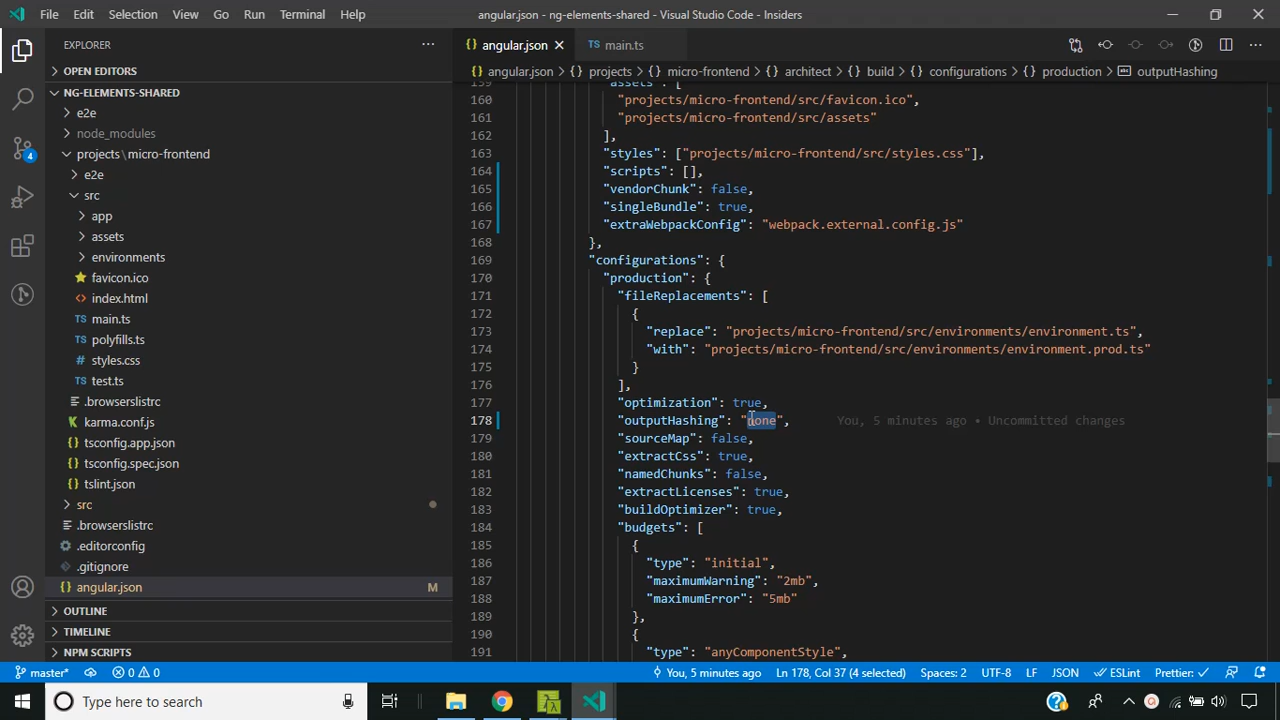 File Edit Selection View Go Run Terminal Help angular.json - ng-elements-shared - Visual Studio Code - Insiders
EXPLORER
OPEN EDITORS
NG-ELEMENTS-SHARED
e2e
node_modules
projects\micro-frontend
e2e
src
app
assets
environments
favicon.ico
index.html
main.ts
polyfills.ts
styles.css
test.ts
.browserslistrc
karma.conf.js
tsconfig.app.json
tsconfig.spec.json
tslint.json
src
.browserslistrc
.editorconfig
.gitignore
angular.json M
OUTLINE
TIMELINE
NPM SCRIPTS
4
angular.json main.ts
angular.json projects micro-frontend architect build configurations production outputHashing
159 "assets": [
160 "projects/micro-frontend/src/favicon.ico",
161 "projects/micro-frontend/src/assets"
162 ],
163 "styles": ["projects/micro-frontend/src/styles.css"],
164 "scripts": [],
165 "vendorChunk": false,
166 "singleBundle": true,
167 "extraWebpackConfig": "webpack.external.config.js"
168 },
169 "configurations": {
170 "production": {
171 "fileReplacements": [
172 {
173 "replace": "projects/micro-frontend/src/environments/environment.ts",
174 "with": "projects/micro-frontend/src/environments/environment.prod.ts"
175 }
176 ],
177 "optimization": true,
178 "outputHashing": "none", You, 5 minutes ago • Uncommitted changes
179 "sourceMap": false,
180 "extractCss": true,
181 "namedChunks": false,
182 "extractLicenses": true,
183 "buildOptimizer": true,
184 "budgets": [
185 {
186 "type": "initial",
187 "maximumWarning": "2mb",
188 "maximumError": "5mb"
189 },
190 {
191 "type": "anyComponentStyle",
master* 0 0 You, 5 minutes ago Ln 178, Col 37 (4 selected) Spaces: 2 UTF-8 LF JSON ESLint Prettier: ✓
Type here to search